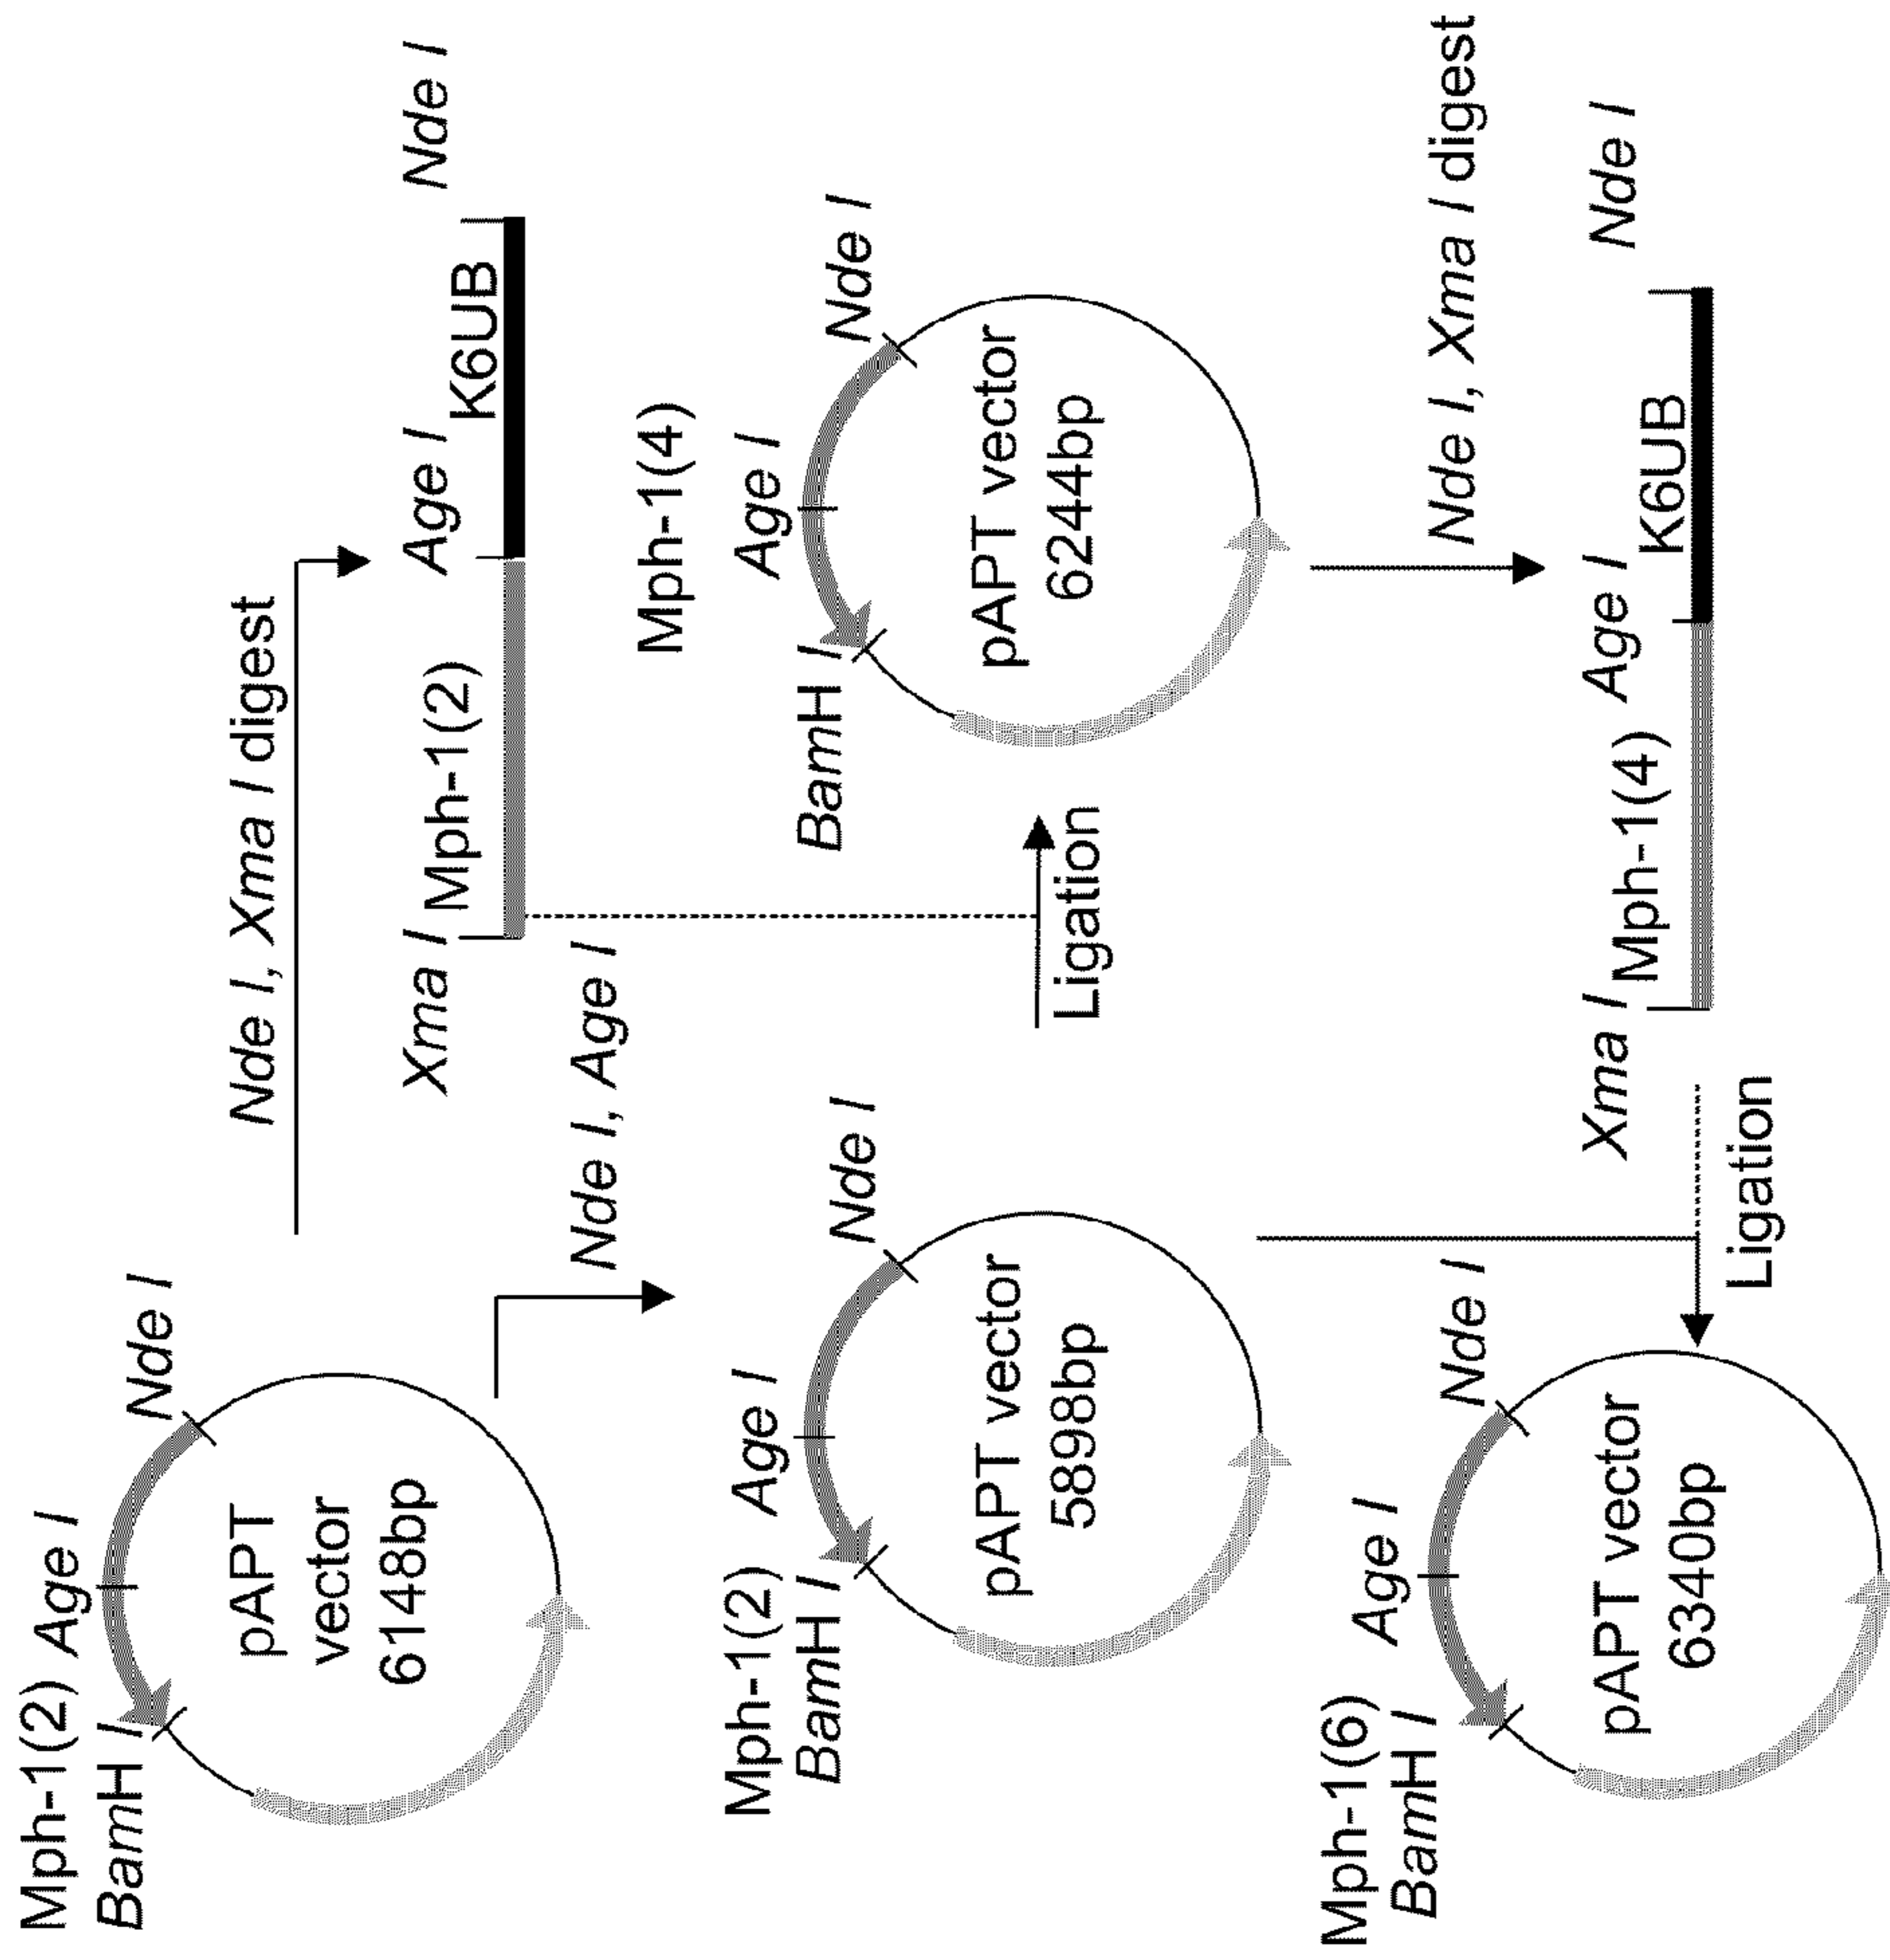 Mph-1(2) Age I
BamH I
Nde I
pAPT
vector
6148bp
Nde I, Xma I digest
Xma I
Mph-1(2)
Age I
K6UB
Nde I
Nde I, Age I
Mph-1(2)
Age I
BamH I
Nde I
pAPT vector
5898bp
Ligation
Mph-1(4)
Age I
BamH I
Nde I
pAPT vector
6244bp
Nde I, Xma I digest
Mph-1(6)
Age I
BamH I
Nde I
pAPT vector
6340bp
Ligation
Xma I
Mph-1(4)
Age I
K6UB
Nde I